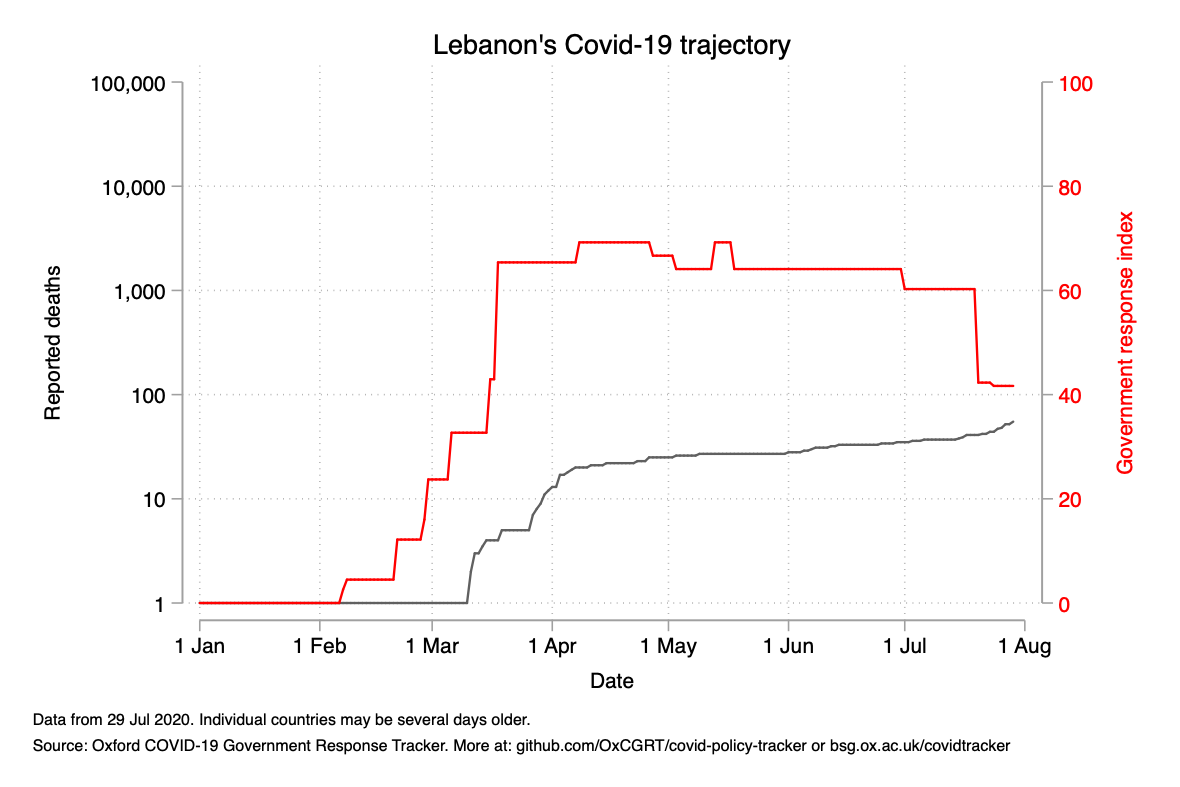 Lebanon's Covid-19 trajectory
100,000
10,000
1,000
100
10
1
Reported deaths
100
80
60
40
20
0
Government response index
1 Jan 1 Feb 1 Mar 1 Apr 1 May 1 Jun 1 Jul 1 Aug
Date
Data from 29 Jul 2020. Individual countries may be several days older.
Source: Oxford COVID-19 Government Response Tracker. More at: github.com/OxCGRT/covid-policy-tracker or bsg.ox.ac.uk/covidtracker